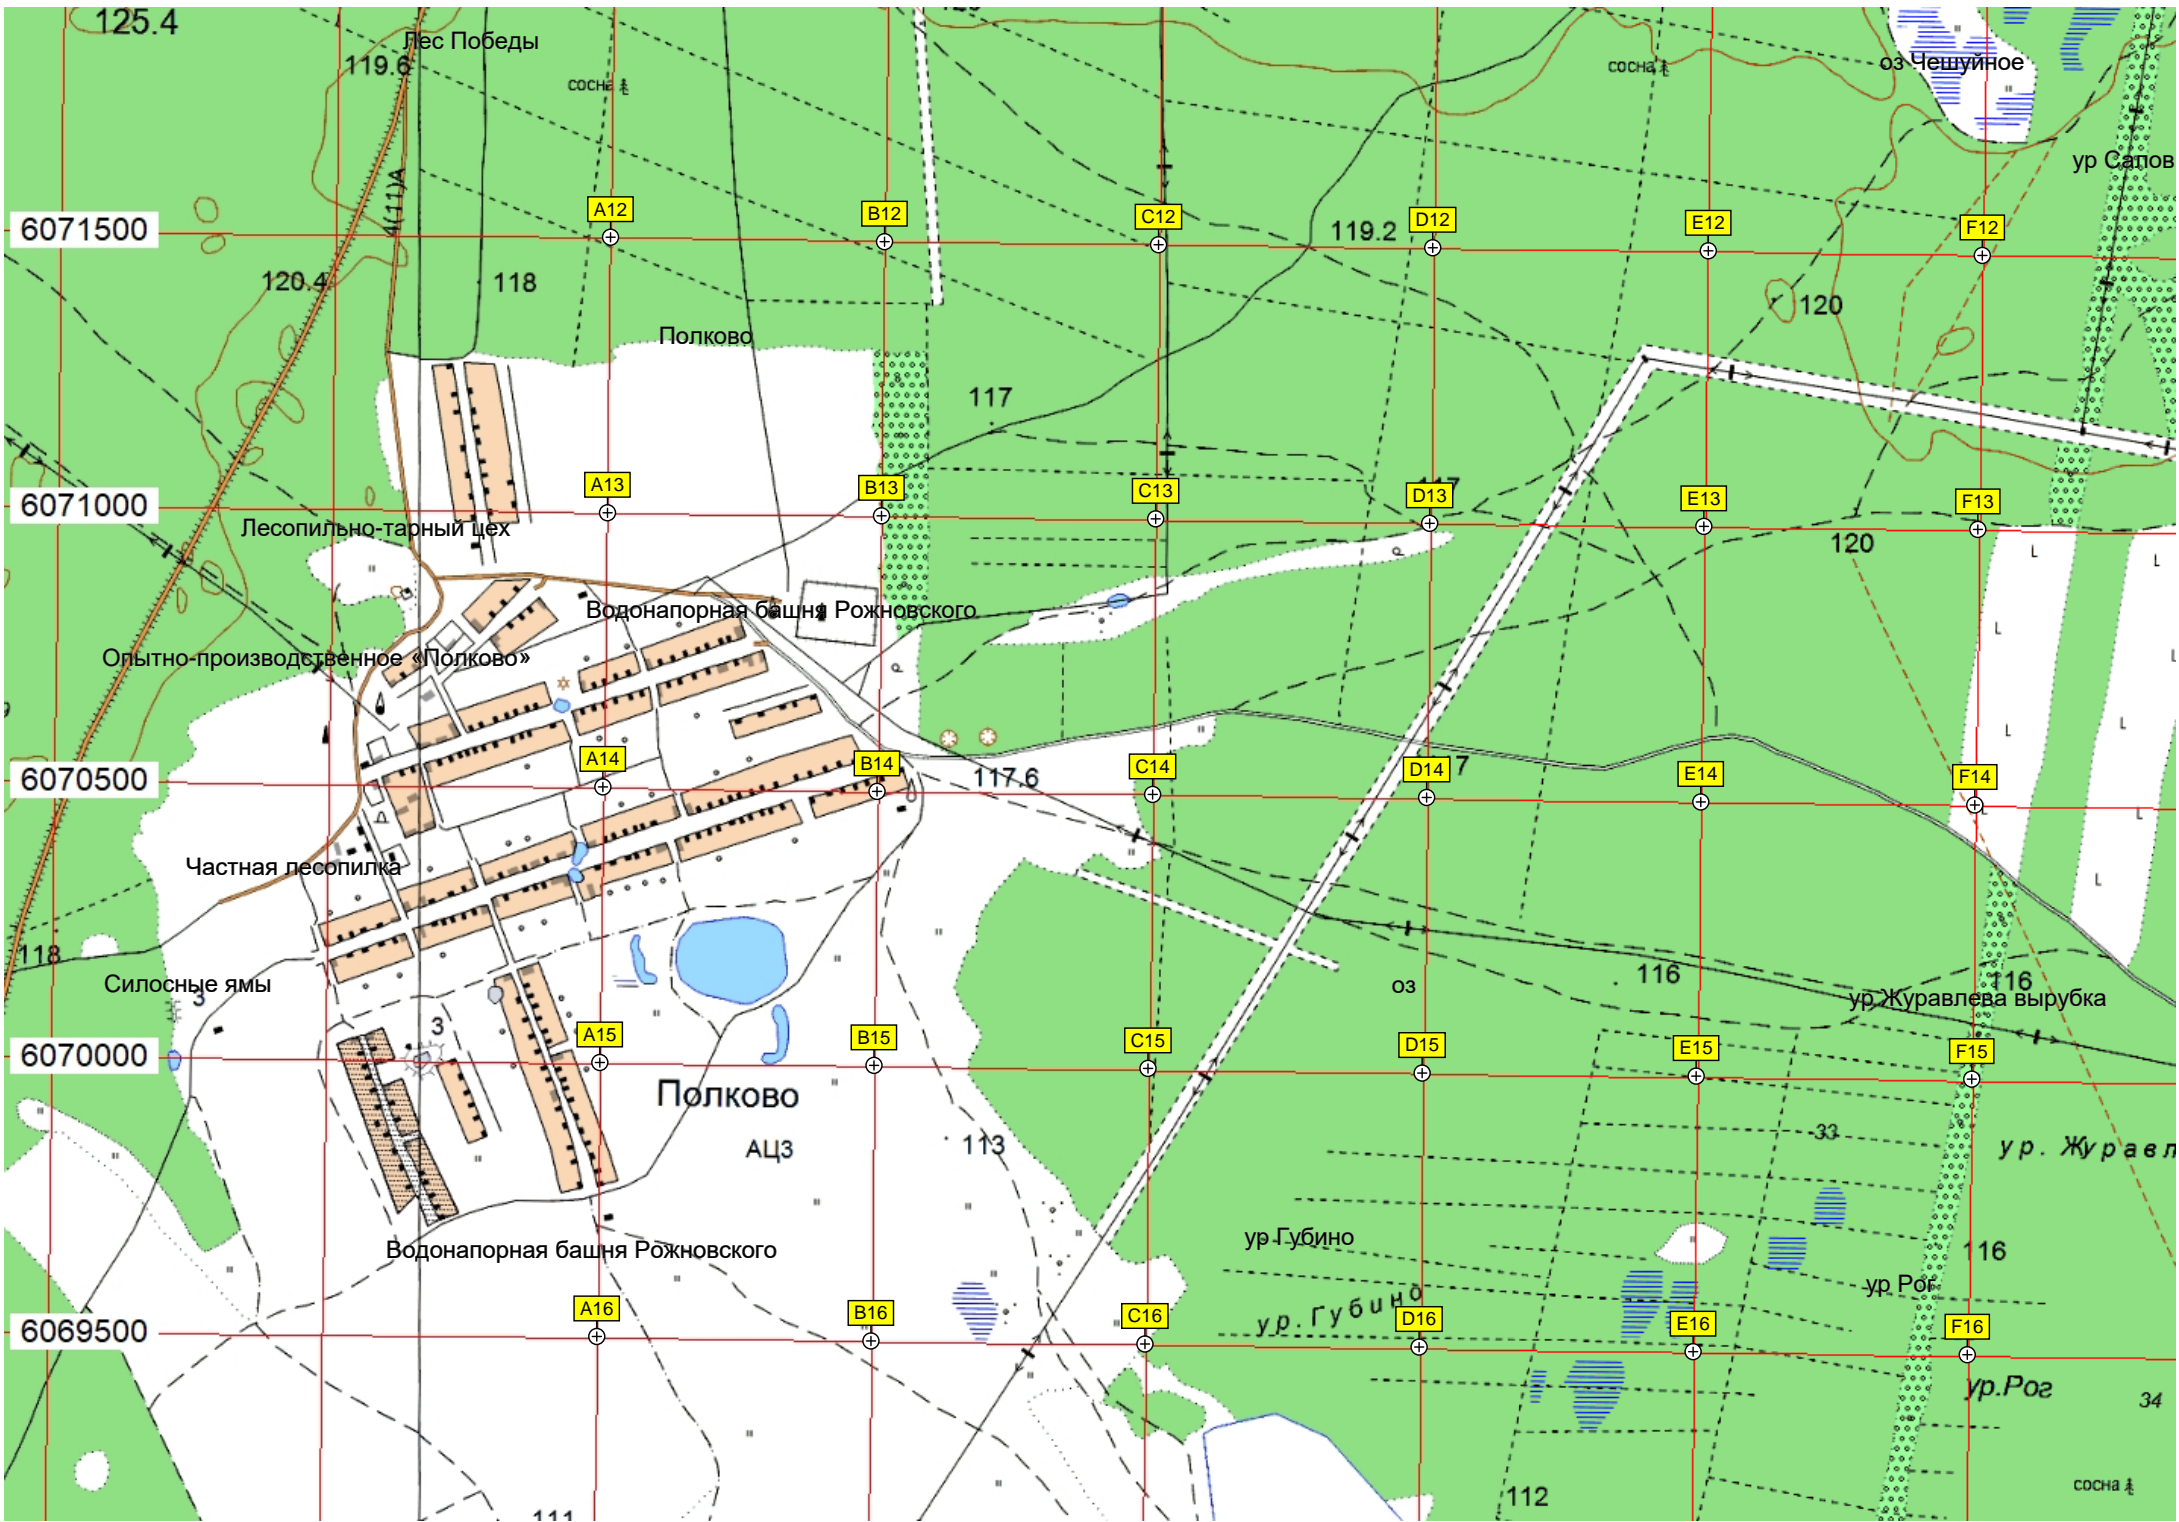 125.4
Лес Победы
119.6
сосна
сосна
оз Чешуйное
ур Сапов
4(11)А
A12
B12
C12
D12
E12
F12
6071500
119.2
120.4
118
120
Полково
117
A13
B13
C13
D13
E13
F13
6071000
Лесопильно-тарный цех
120
Водонапорная башня Рожновского
Опытно-производственное «Полково»
A14
B14
C14
D14
E14
F14
6070500
117.6
Частная лесопилка
118
116
116
Силосные ямы
3
оз
ур Журавлева вырубка
3
A15
B15
C15
D15
E15
F15
6070000
Полково
АЦЗ
113
33
ур. Журавл
Водонапорная башня Рожновского
ур Губино
116
ур Рог
ур. Губино
A16
B16
C16
D16
E16
F16
6069500
ур.Рог
34
сосна
112
111